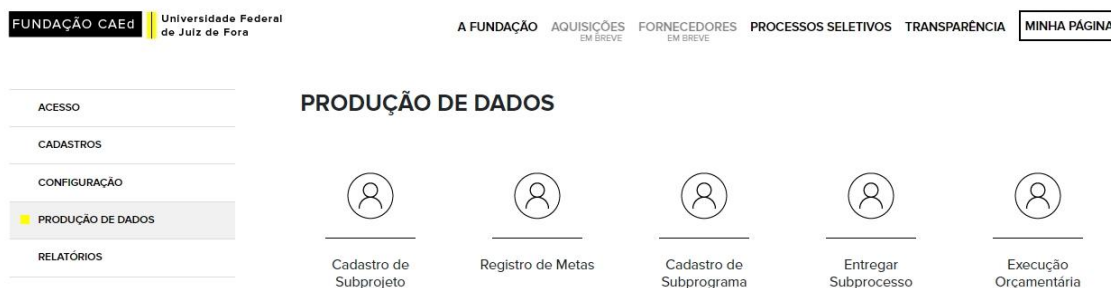 FUNDAÇÃO CAEd
Universidade Federal
de Juiz de Fora
A FUNDAÇÃO AQUISIÇÕES FORNECEDORES PROCESSOS SELETIVOS TRANSPARÊNCIA MINHA PÁGINA
EM BREVE EM BREVE
ACESSO
CADASTROS
CONFIGURAÇÃO
PRODUÇÃO DE DADOS
RELATÓRIOS
PRODUÇÃO DE DADOS
Cadastro de
Subprojeto
Registro de Metas
Cadastro de
Subprograma
Entregar
Subprocesso
Execução
Orçamentária